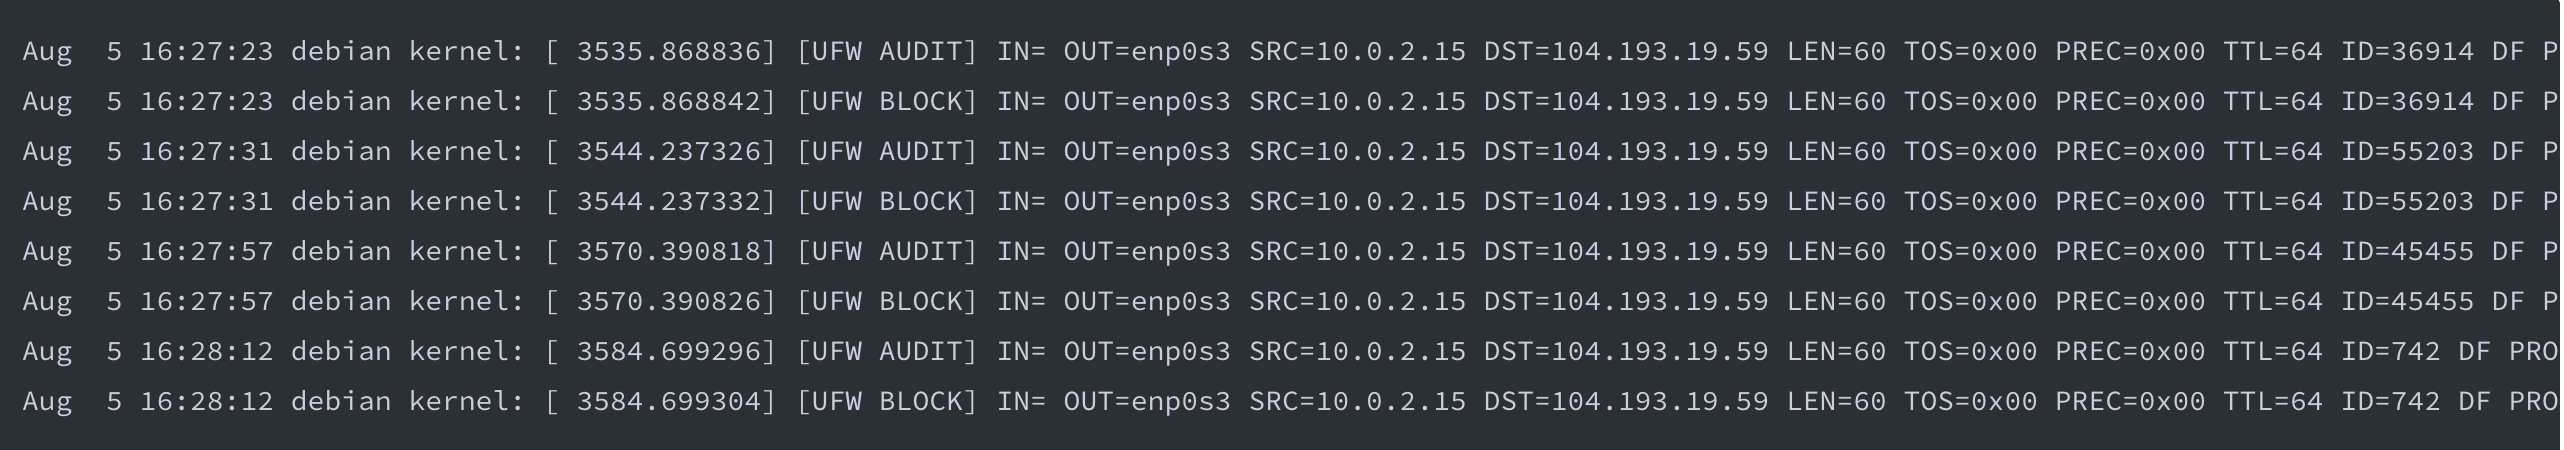 Aug  5 16:27:23 debian kernel: [ 3535.868836] [UFW AUDIT] IN= OUT=enp0s3 SRC=10.0.2.15 DST=104.193.19.59 LEN=60 TOS=0x00 PREC=0x00 TTL=64 ID=36914 DF P
Aug  5 16:27:23 debian kernel: [ 3535.868842] [UFW BLOCK] IN= OUT=enp0s3 SRC=10.0.2.15 DST=104.193.19.59 LEN=60 TOS=0x00 PREC=0x00 TTL=64 ID=36914 DF P
Aug  5 16:27:31 debian kernel: [ 3544.237326] [UFW AUDIT] IN= OUT=enp0s3 SRC=10.0.2.15 DST=104.193.19.59 LEN=60 TOS=0x00 PREC=0x00 TTL=64 ID=55203 DF P
Aug  5 16:27:31 debian kernel: [ 3544.237332] [UFW BLOCK] IN= OUT=enp0s3 SRC=10.0.2.15 DST=104.193.19.59 LEN=60 TOS=0x00 PREC=0x00 TTL=64 ID=55203 DF P
Aug  5 16:27:57 debian kernel: [ 3570.390818] [UFW AUDIT] IN= OUT=enp0s3 SRC=10.0.2.15 DST=104.193.19.59 LEN=60 TOS=0x00 PREC=0x00 TTL=64 ID=45455 DF P
Aug  5 16:27:57 debian kernel: [ 3570.390826] [UFW BLOCK] IN= OUT=enp0s3 SRC=10.0.2.15 DST=104.193.19.59 LEN=60 TOS=0x00 PREC=0x00 TTL=64 ID=45455 DF P
Aug  5 16:28:12 debian kernel: [ 3584.699296] [UFW AUDIT] IN= OUT=enp0s3 SRC=10.0.2.15 DST=104.193.19.59 LEN=60 TOS=0x00 PREC=0x00 TTL=64 ID=742 DF PRO
Aug  5 16:28:12 debian kernel: [ 3584.699304] [UFW BLOCK] IN= OUT=enp0s3 SRC=10.0.2.15 DST=104.193.19.59 LEN=60 TOS=0x00 PREC=0x00 TTL=64 ID=742 DF PRO